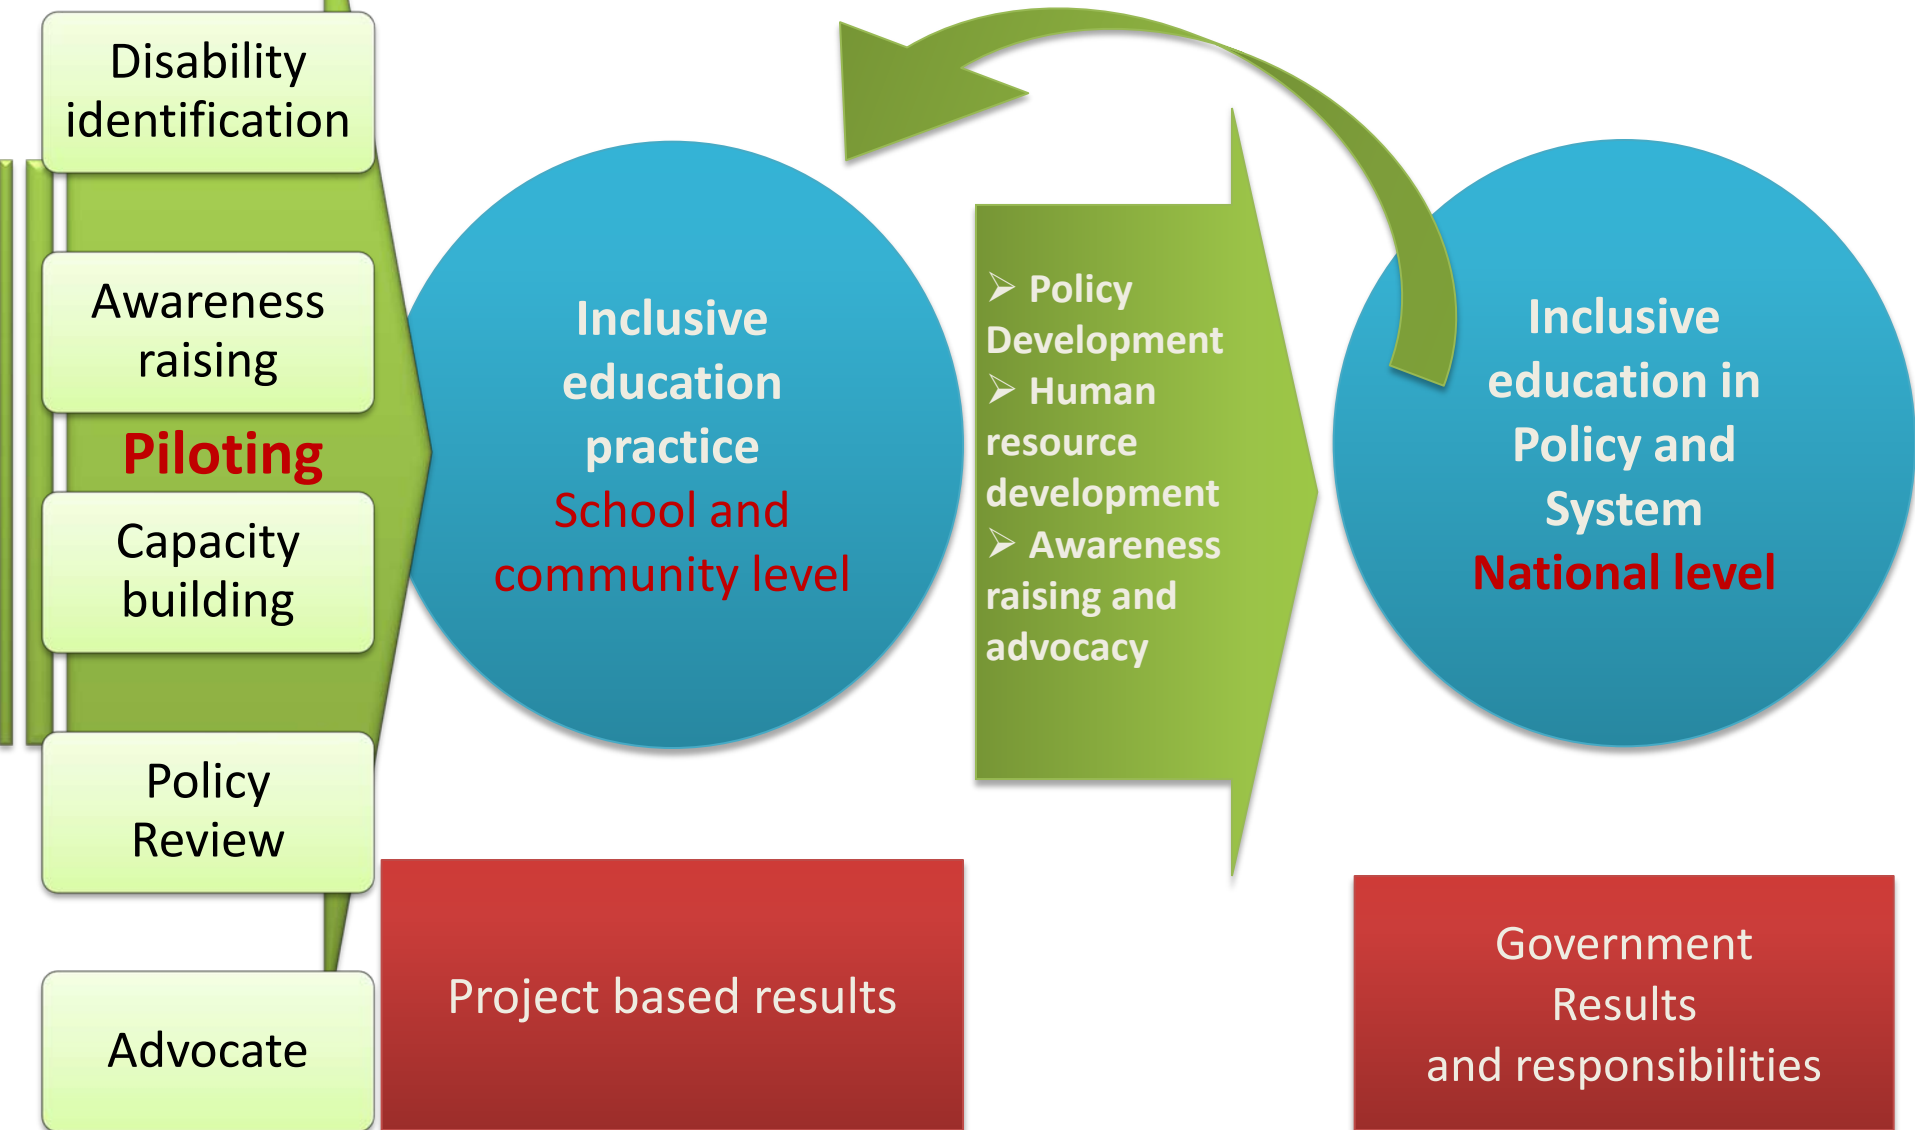 Disability
identification
Awareness
raising
Piloting
Capacity
building
Policy
Review
Advocate
Inclusive
education
practice
School and
community level
Project based results
➢ Policy
Development
➢ Human
resource
development
➢ Awareness
raising and
advocacy
Inclusive
education in
Policy and
System
National level
Government
Results
and responsibilities